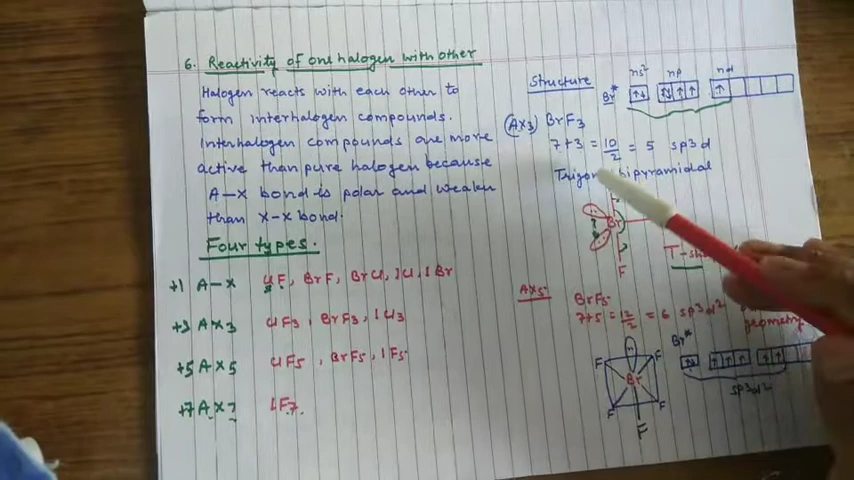 6. Reactivity of one halogen with other
Halogen reacts with each other to
form interhalogen compounds.
Interhalogen compounds are more
active than pure halogen because
A-X bond is polar and weaker
than X-X bond.
Four types.
+1 A-X ClF, BrF, BrCl, ICl, IBr
+3 AX3 ClF3, BrF3, ICl3
+5 AX5 ClF5, BrF5, IF5
+7 AX7 IF7.
Structure
ns² np nd
Br*
AX3 BrF3
7+3 = 10/2 = 5 sp3d
bipyramidal
Br
F
T-
AX5
BrF5
7+5 = 12/2 = 6 sp3d2
geometry
Br*
F F
Br
F F
F
sp3d2